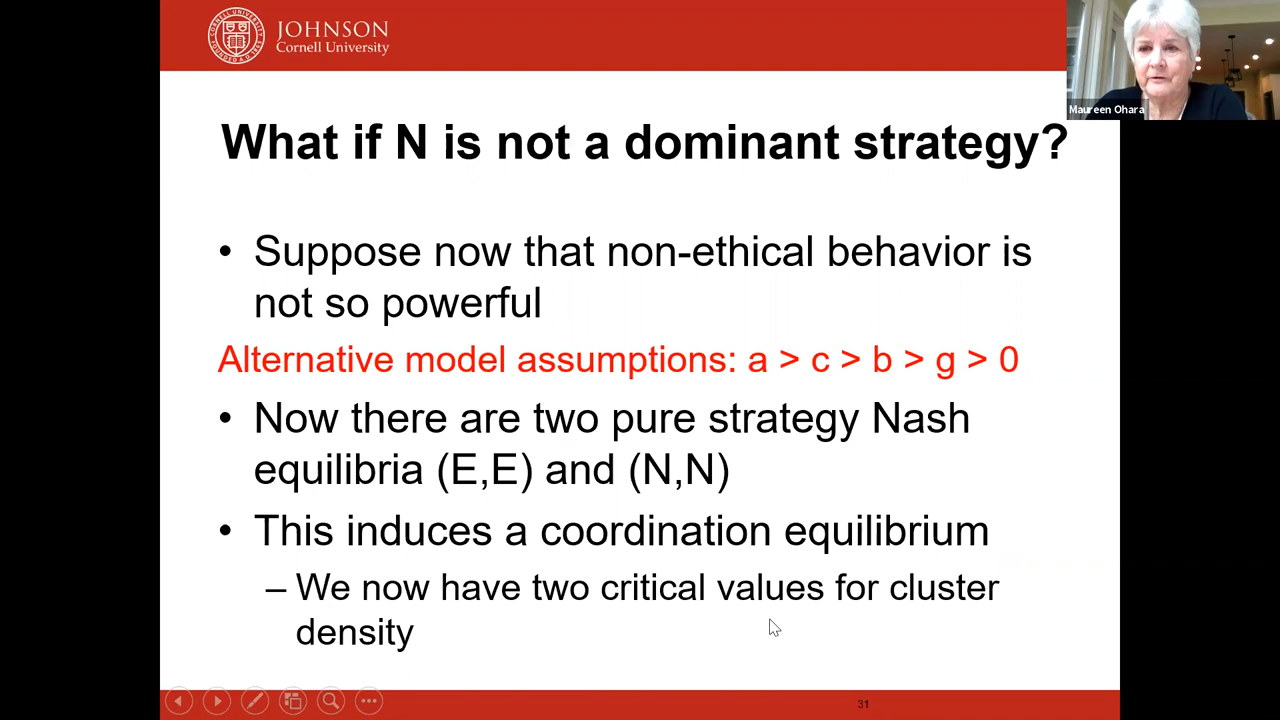 JOHNSON
Cornell University
Maureen Ohara
What if N is not a dominant strategy?
• Suppose now that non-ethical behavior is
not so powerful
Alternative model assumptions: a > c > b > g > 0
• Now there are two pure strategy Nash
equilibria (E,E) and (N,N)
• This induces a coordination equilibrium
– We now have two critical values for cluster
density
31